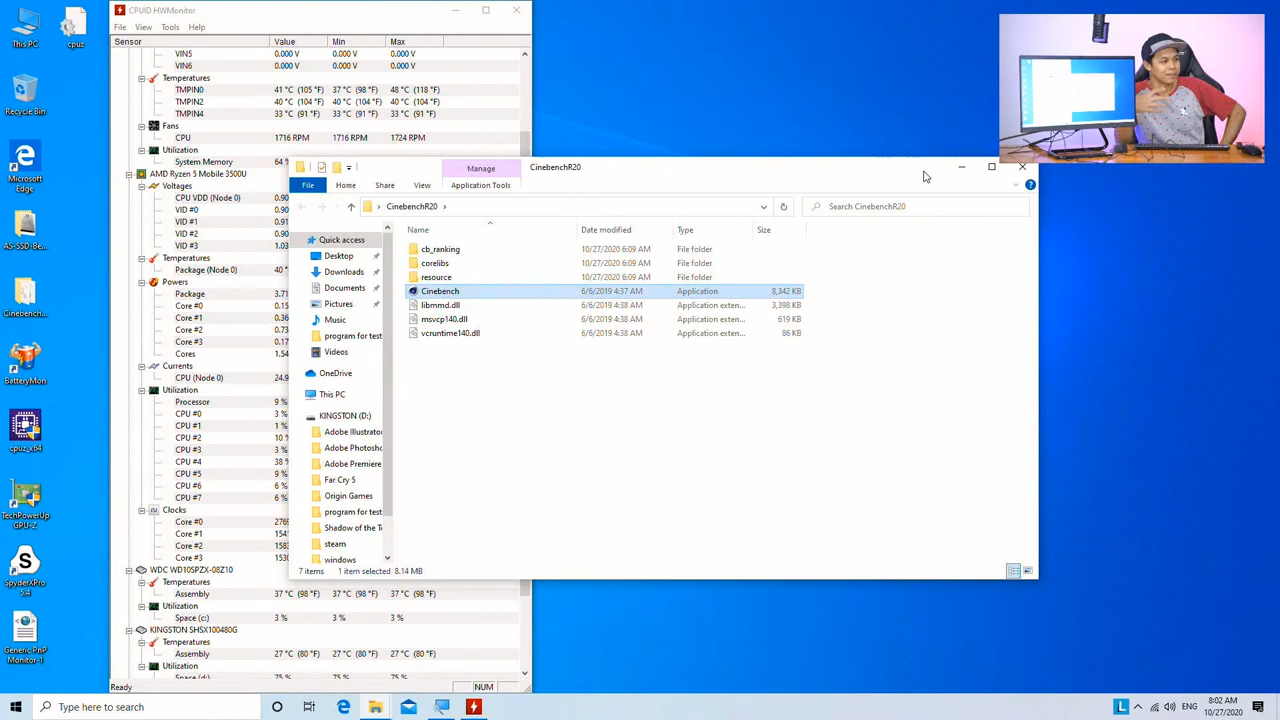 This PC
cpuz
Recycle Bin
Microsoft
Edge
AS-SSD-Be...
Cinebench...
BatteryMon
cpuz_x64
TechPowerUp
GPU-Z
SpyderXPro
5.4
Generic PnP
Monitor-1
CPUID HWMonitor
File View Tools Help
Sensor Value Min Max
VIN5 0.000 V 0.000 V 0.000 V
VIN6 0.000 V 0.000 V 0.000 V
Temperatures
TMPIN0 41 °C (105 °F) 37 °C (98 °F) 48 °C (118 °F)
TMPIN2 40 °C (104 °F) 40 °C (104 °F) 40 °C (104 °F)
TMPIN4 33 °C (91 °F) 33 °C (91 °F) 33 °C (91 °F)
Fans
CPU 1716 RPM 1716 RPM 1724 RPM
Utilization
System Memory 64 %
AMD Ryzen 5 Mobile 3500U
Voltages
CPU VDD (Node 0) 0.90
VID #0 0.90
VID #1 0.91
VID #2 0.90
VID #3 1.03
Temperatures
Package (Node 0) 40 °
Powers
Package 3.71
Core #0 0.15
Core #1 0.35
Core #2 0.73
Core #3 0.17
Cores 1.54
Currents
CPU (Node 0) 24.9
Utilization
Processor 9 %
CPU #0 3 %
CPU #1 1 %
CPU #2 10 %
CPU #3 3 %
CPU #4 38 %
CPU #5 9 %
CPU #6 6 %
CPU #7 6 %
Clocks
Core #0 2769
Core #1 1541
Core #2 1583
Core #3 1530
WDC WD10SPZX-08Z10
Temperatures
Assembly 37 °C (98 °F) 37 °C (98 °F) 37 °C (98 °F)
Utilization
Space (c:) 3 % 3 % 3 %
KINGSTON SHSX100480G
Temperatures
Assembly 27 °C (80 °F) 27 °C (80 °F) 27 °C (80 °F)
Utilization
Space (d:) 75 % 75 % 75 %
Ready NUM
Manage CinebenchR20
File Home Share View Application Tools
CinebenchR20 Search CinebenchR20
Quick access
Desktop
Downloads
Documents
Pictures
Music
program for test
Videos
OneDrive
This PC
KINGSTON (D:)
Adobe Illustrato
Adobe Photosho
Adobe Premiere
Far Cry 5
Origin Games
program for test
Shadow of the T
steam
windows
Name Date modified Type Size
cb_ranking 10/27/2020 6:09 AM File folder
corelibs 10/27/2020 6:09 AM File folder
resource 10/27/2020 6:09 AM File folder
Cinebench 6/6/2019 4:37 AM Application 8,342 KB
libmmd.dll 6/6/2019 4:38 AM Application exten... 3,398 KB
msvcp140.dll 6/6/2019 4:38 AM Application exten... 619 KB
vcruntime140.dll 6/6/2019 4:38 AM Application exten... 86 KB
7 items 1 item selected 8.14 MB
Type here to search
ENG
8:02 AM
10/27/2020